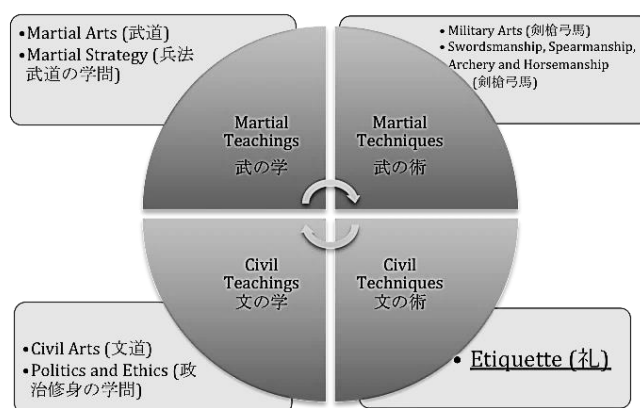 •Martial Arts (武道)
•Martial Strategy (兵法
武道の学問)
•Military Arts (剣槍弓馬)
•Swordsmanship, Spearmanship,
Archery and Horsemanship
(剣槍弓馬)
Martial
Teachings
武の学
Martial
Techniques
武の術
Civil
Teachings
文の学
Civil
Techniques
文の術
•Civil Arts (文道)
•Politics and Ethics (政
治修身の学問)
• Etiquette (礼)